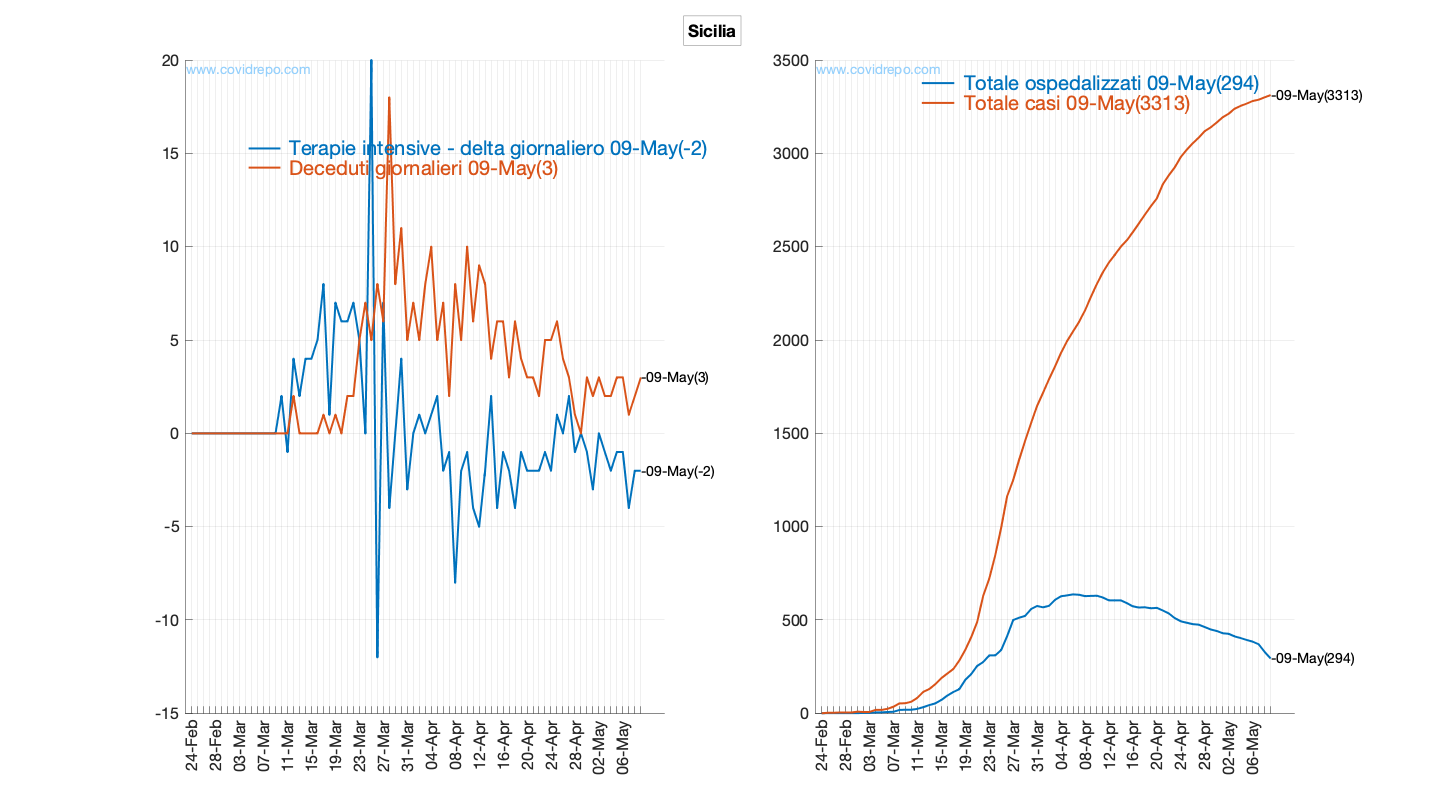 Sicilia
www.covidrepo.com
Terapie intensive - delta giornaliero 09-May(-2)
Deceduti giornalieri 09-May(3)
20
15
10
5
0
-5
-10
-15
-09-May(3)
-09-May(-2)
24-Feb
28-Feb
03-Mar
07-Mar
11-Mar
15-Mar
19-Mar
23-Mar
27-Mar
31-Mar
04-Apr
08-Apr
12-Apr
16-Apr
20-Apr
24-Apr
28-Apr
02-May
06-May
www.covidrepo.com
Totale ospedalizzati 09-May(294)
Totale casi 09-May(3313)
3500
3000
2500
2000
1500
1000
500
0
-09-May(3313)
-09-May(294)
24-Feb
28-Feb
03-Mar
07-Mar
11-Mar
15-Mar
19-Mar
23-Mar
27-Mar
31-Mar
04-Apr
08-Apr
12-Apr
16-Apr
20-Apr
24-Apr
28-Apr
02-May
06-May